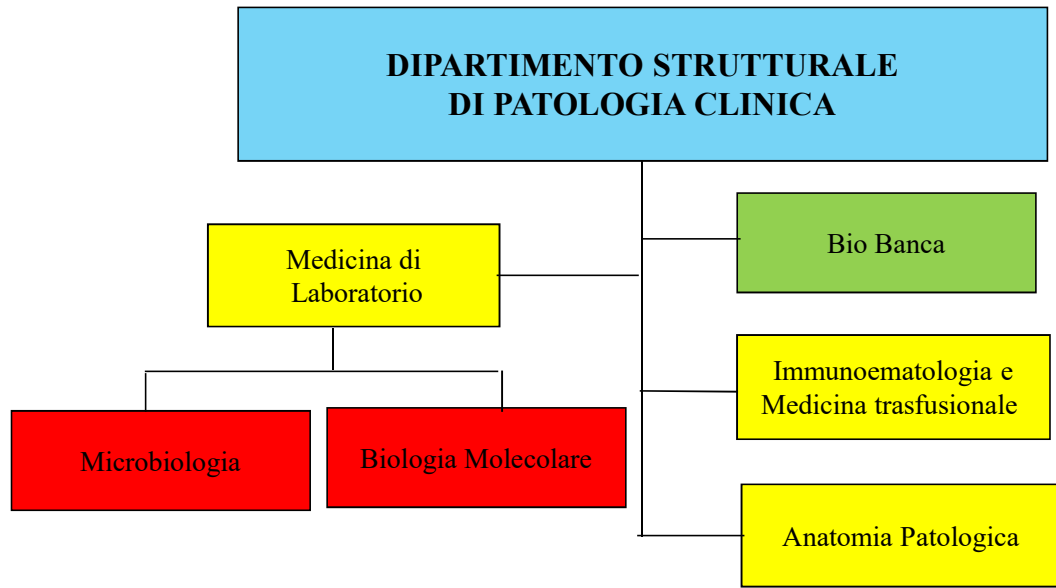 DIPARTIMENTO STRUTTURALE
DI PATOLOGIA CLINICA
Bio Banca
Medicina di
Laboratorio
Immunoematologia e
Medicina trasfusionale
Microbiologia
Biologia Molecolare
Anatomia Patologica